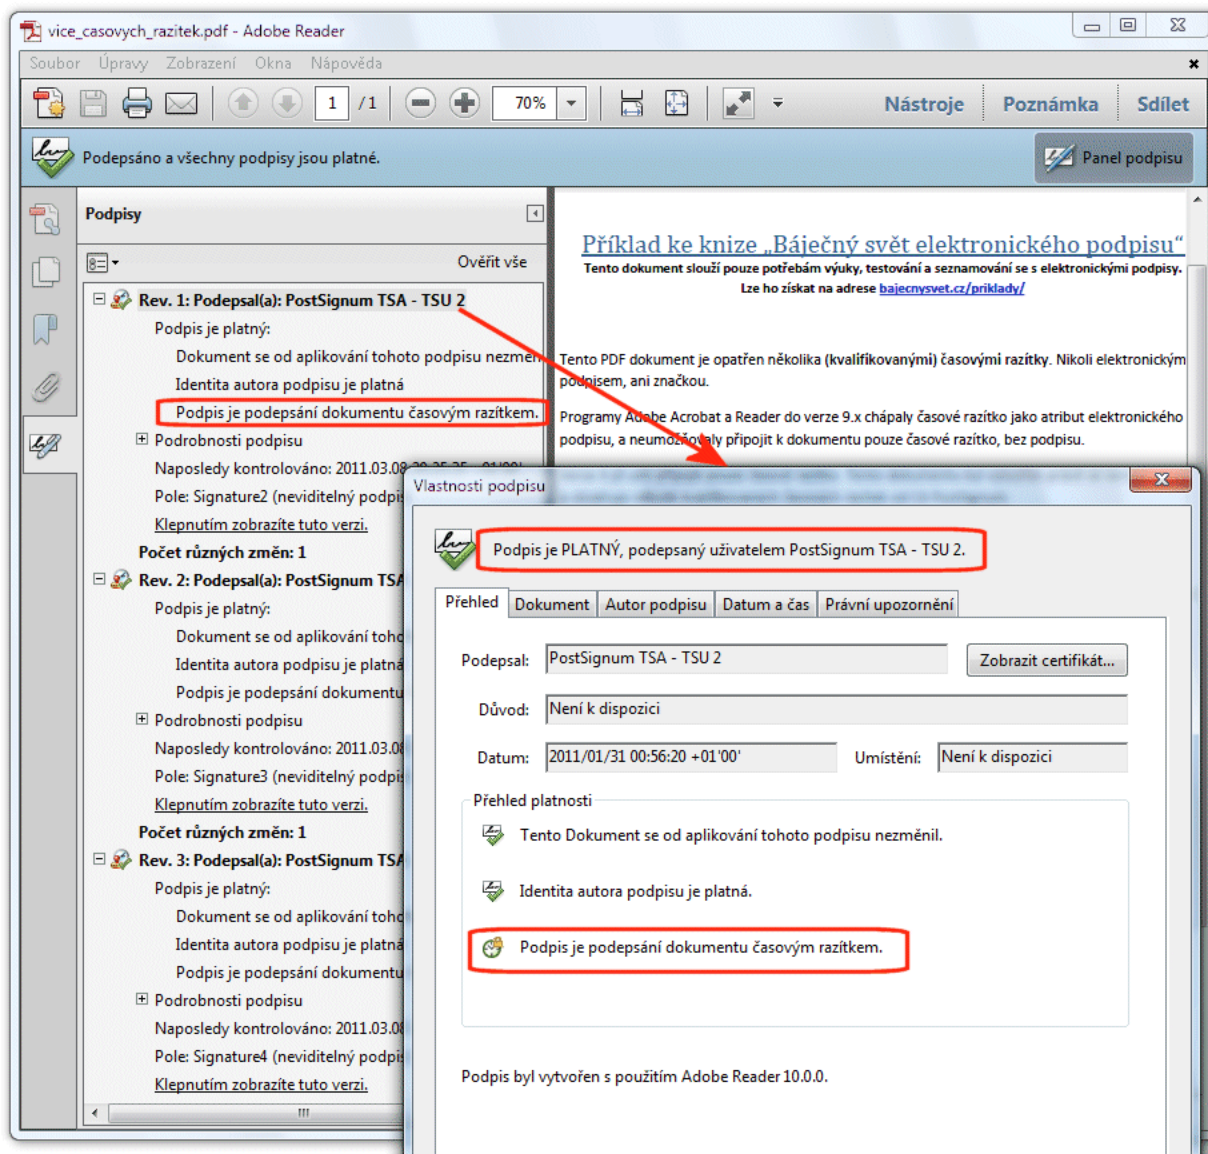 vice_casovych_razitek.pdf - Adobe Reader
Soubor Úpravy Zobrazení Okna Nápověda
1 / 1 70% Nástroje Poznámka Sdílet
Podepsáno a všechny podpisy jsou platné.
Panel podpisu
Podpisy
Ověřit vše
Rev. 1: Podepsal(a): PostSignum TSA - TSU 2
Podpis je platný:
Dokument se od aplikování tohoto podpisu nezměn
Identita autora podpisu je platná
Podpis je podepsání dokumentu časovým razítkem.
Podrobnosti podpisu
Naposledy kontrolováno: 2011.03.08
Pole: Signature2 (neviditelný podpis
Klepnutím zobrazíte tuto verzi.
Počet různých změn: 1
Rev. 2: Podepsal(a): PostSignum TSA
Podpis je platný:
Dokument se od aplikování toho
Identita autora podpisu je platná
Podpis je podepsání dokumentu
Podrobnosti podpisu
Naposledy kontrolováno: 2011.03.08
Pole: Signature3 (neviditelný podpis
Klepnutím zobrazíte tuto verzi.
Počet různých změn: 1
Rev. 3: Podepsal(a): PostSignum TSA
Podpis je platný:
Dokument se od aplikování toho
Identita autora podpisu je platná
Podpis je podepsání dokumentu
Podrobnosti podpisu
Naposledy kontrolováno: 2011.03.08
Pole: Signature4 (neviditelný podpis
Klepnutím zobrazíte tuto verzi.
Příklad ke knize „Báječný svět elektronického podpisu“
Tento dokument slouží pouze potřebám výuky, testování a seznamování se s elektronickými podpisy.
Lze ho získat na adrese bajecnysvet.cz/priklady/
Tento PDF dokument je opatřen několika (kvalifikovanými) časovými razítky. Nikoli elektronickým
podpisem, ani značkou.
Programy Adobe Acrobat a Reader do verze 9.x chápaly časové razítko jako atribut elektronického
podpisu, a neumožňovaly připojit k dokumentu pouze časové razítko, bez podpisu.
Vlastnosti podpisu
Podpis je PLATNÝ, podepsaný uživatelem PostSignum TSA - TSU 2.
Přehled Dokument Autor podpisu Datum a čas Právní upozornění
Podepsal: PostSignum TSA - TSU 2 Zobrazit certifikát...
Důvod: Není k dispozici
Datum: 2011/01/31 00:56:20 +01'00' Umístění: Není k dispozici
Přehled platnosti
Tento Dokument se od aplikování tohoto podpisu nezměnil.
Identita autora podpisu je platná.
Podpis je podepsání dokumentu časovým razítkem.
Podpis byl vytvořen s použitím Adobe Reader 10.0.0.